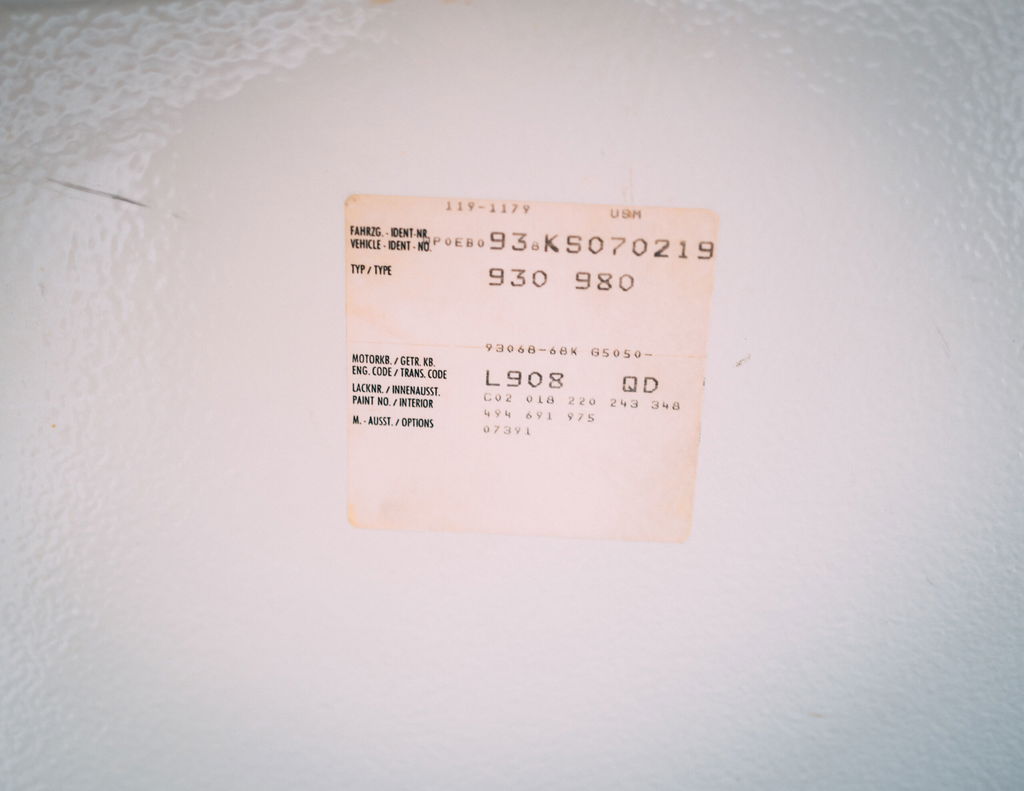 119-1179 USM
FAHRZG. - IDENT-NR.
VEHICLE - IDENT - NO. WP0EB0938KS070219
TYP / TYPE 930 980
93068-68K G5050-
MOTORKB. / GETR. KB.
ENG. CODE / TRANS. CODE
L908 QD
LACKNR. / INNENAUSST.
PAINT NO. / INTERIOR
C02 018 220 243 348
494 691 975
M. - AUSST. / OPTIONS
07391